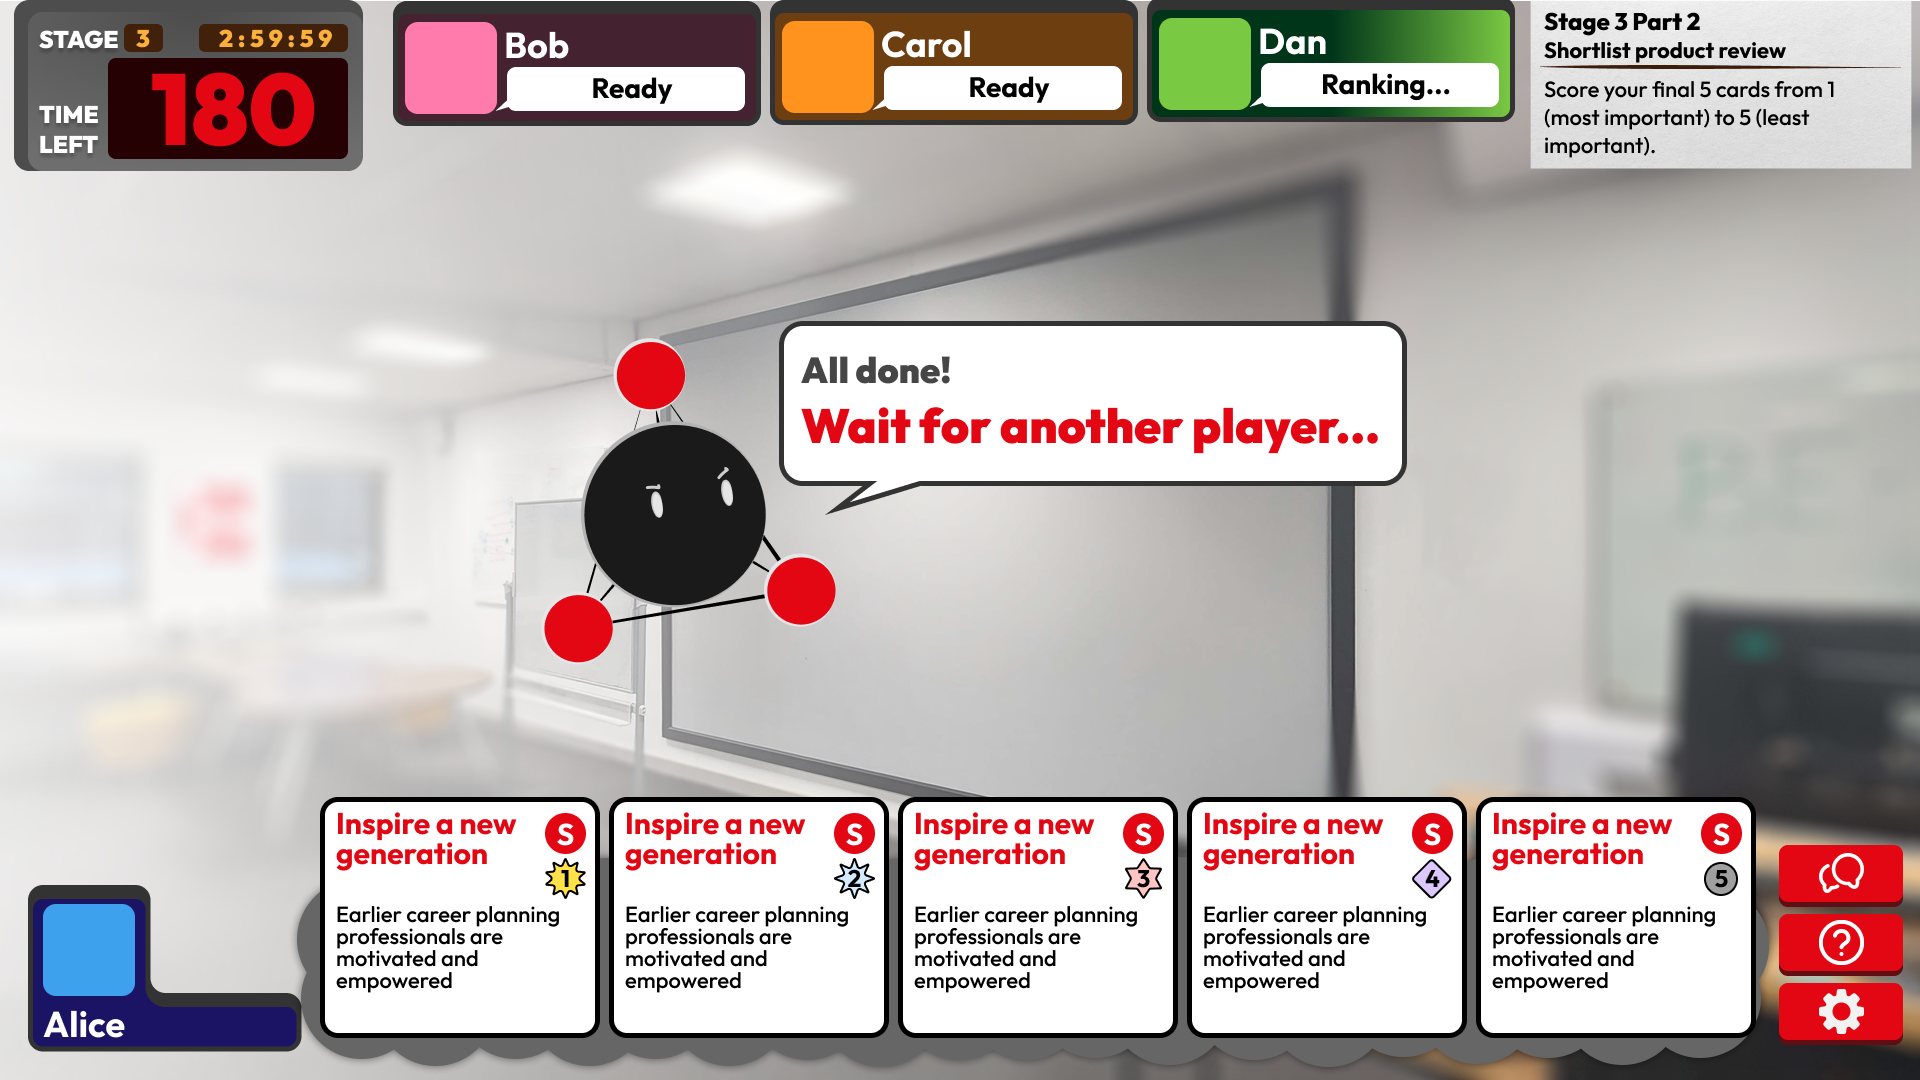 STAGE 3 2:59:59
TIME
LEFT
180
Bob
Ready
Carol
Ready
Dan
Ranking...
Stage 3 Part 2
Shortlist product review
Score your final 5 cards from 1
(most important) to 5 (least
important).
All done!
Wait for another player...
Alice
Inspire a new
generation
S
1
Earlier career planning
professionals are
motivated and
empowered
Inspire a new
generation
S
2
Earlier career planning
professionals are
motivated and
empowered
Inspire a new
generation
S
3
Earlier career planning
professionals are
motivated and
empowered
Inspire a new
generation
S
4
Earlier career planning
professionals are
motivated and
empowered
Inspire a new
generation
S
5
Earlier career planning
professionals are
motivated and
empowered
?